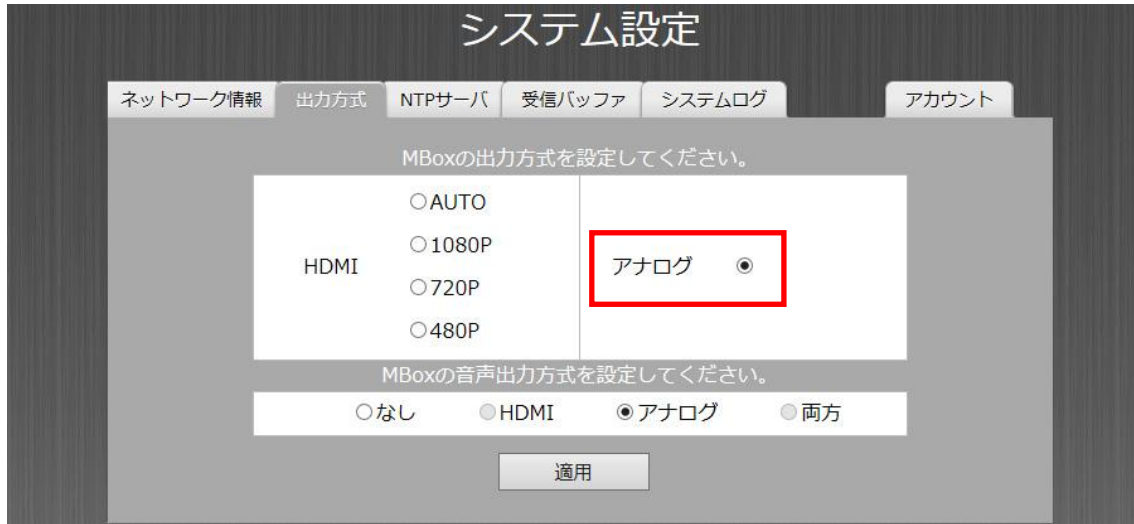 システム設定
ネットワーク情報 出力方式 NTPサーバ 受信バッファ システムログ アカウント
MBoxの出力方式を設定してください。
HDMI
AUTO
1080P
720P
480P
アナログ
MBoxの音声出力方式を設定してください。
なし HDMI アナログ 両方
適用